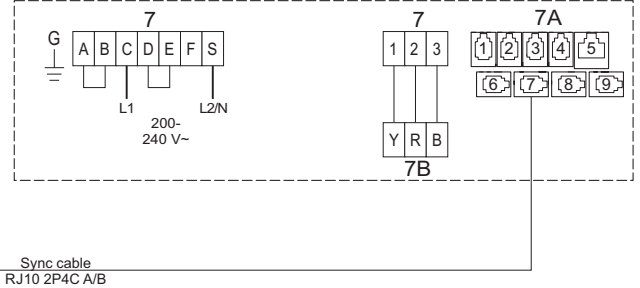 7 7 7A
G A B C D E F S 1 2 3 1 2 3 4 5
6 7 8 9
L1 L2/N
200-
240 V~
Y R B
7B
Sync cable
RJ10 2P4C A/B